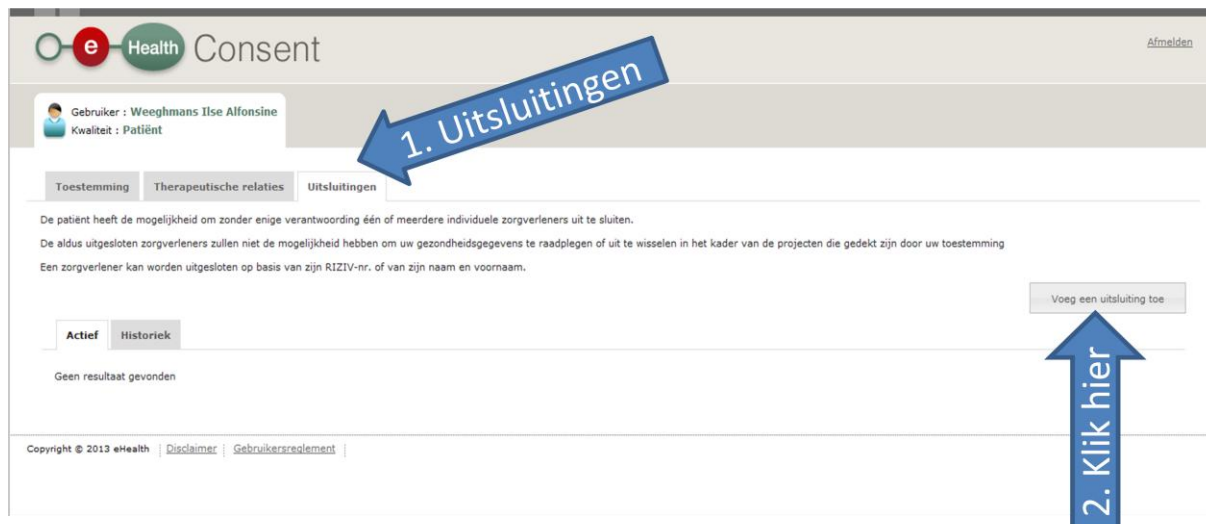 e Health Consent
Afmelden
1. Uitsluitingen
Gebruiker : Weeghmans Ilse Alfonsine
Kwaliteit : Patiënt
Toestemming Therapeutische relaties Uitsluitingen
De patiënt heeft de mogelijkheid om zonder enige verantwoording één of meerdere individuele zorgverleners uit te sluiten.
De aldus uitgesloten zorgverleners zullen niet de mogelijkheid hebben om uw gezondheidsgegevens te raadplegen of uit te wisselen in het kader van de projecten die gedekt zijn door uw toestemming
Een zorgverlener kan worden uitgesloten op basis van zijn RIZIV-nr. of van zijn naam en voornaam.
Voeg een uitsluiting toe
Actief Historiek
Geen resultaat gevonden
2. Klik hier
Copyright © 2013 eHealth | Disclaimer | Gebruikersreglement |